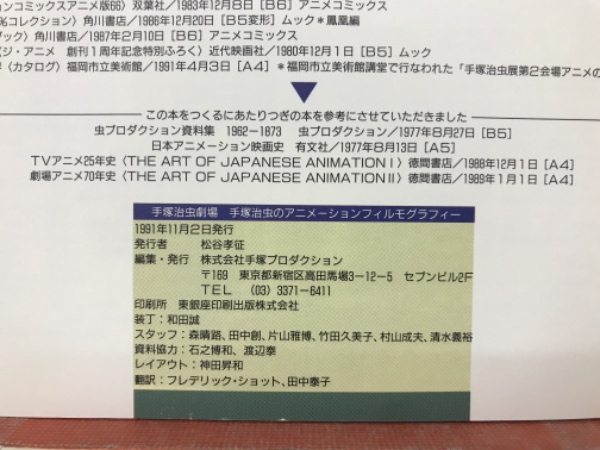 ョンコミックスアニメ版66〉双葉社／1983年12月8日［B6］アニメコミックス
%コレクション〉角川書店／1986年12月20日［B5変形］ムック＊鳳凰編
ブック〉角川書店／1987年2月10日［B6］アニメコミックス
〈ジ・アニメ 創刊1周年記念特別ふろく〉近代映画社／1980年12月1日［B5］ムック
〈カタログ〉福岡市立美術館／1991年4月3日［A4］＊福岡市立美術館講堂で行なわれた「手塚治虫展第2会場アニメの
この本をつくるにあたりつぎの本を参考にさせていただきました
虫プロダクション資料集 1962－1873 虫プロダクション／1977年8月27日［B5］
日本アニメーション映画史 有文社／1977年8月13日［A5］
TVアニメ25年史〈THE ART OF JAPANESE ANIMATION I〉徳間書店／1988年12月1日［A4］
劇場アニメ70年史〈THE ART OF JAPANESE ANIMATION II〉徳間書店／1989年1月1日［A4］
手塚治虫劇場 手塚治虫のアニメーションフィルモグラフィー
1991年11月2日発行
発行者 松谷孝征
編集・発行 株式会社手塚プロダクション
〒169 東京都新宿区高田馬場3－12－5 セブンビル2F
TEL (03) 3371－6411
印刷所 東銀座印刷出版株式会社
装丁：和田誠
スタッフ：森晴路、田中創、片山雅博、竹田久美子、村山成夫、清水義裕
資料協力：石之博和、渡辺泰
レイアウト：神田昇和
翻訳：フレデリック・ショット、田中泰子